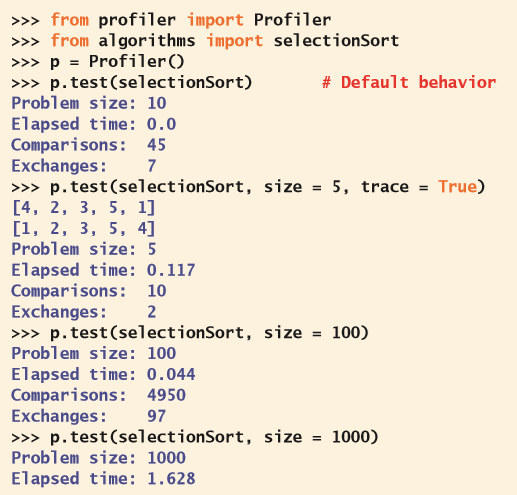 >>> from profiler import Profiler
>>> from algorithms import selectionSort
>>> p = Profiler()
>>> p.test(selectionSort)       # Default behavior
Problem size: 10
Elapsed time: 0.0
Comparisons:  45
Exchanges:    7
>>> p.test(selectionSort, size = 5, trace = True)
[4, 2, 3, 5, 1]
[1, 2, 3, 5, 4]
Problem size: 5
Elapsed time: 0.117
Comparisons:  10
Exchanges:    2
>>> p.test(selectionSort, size = 100)
Problem size: 100
Elapsed time: 0.044
Comparisons:  4950
Exchanges:    97
>>> p.test(selectionSort, size = 1000)
Problem size: 1000
Elapsed time: 1.628